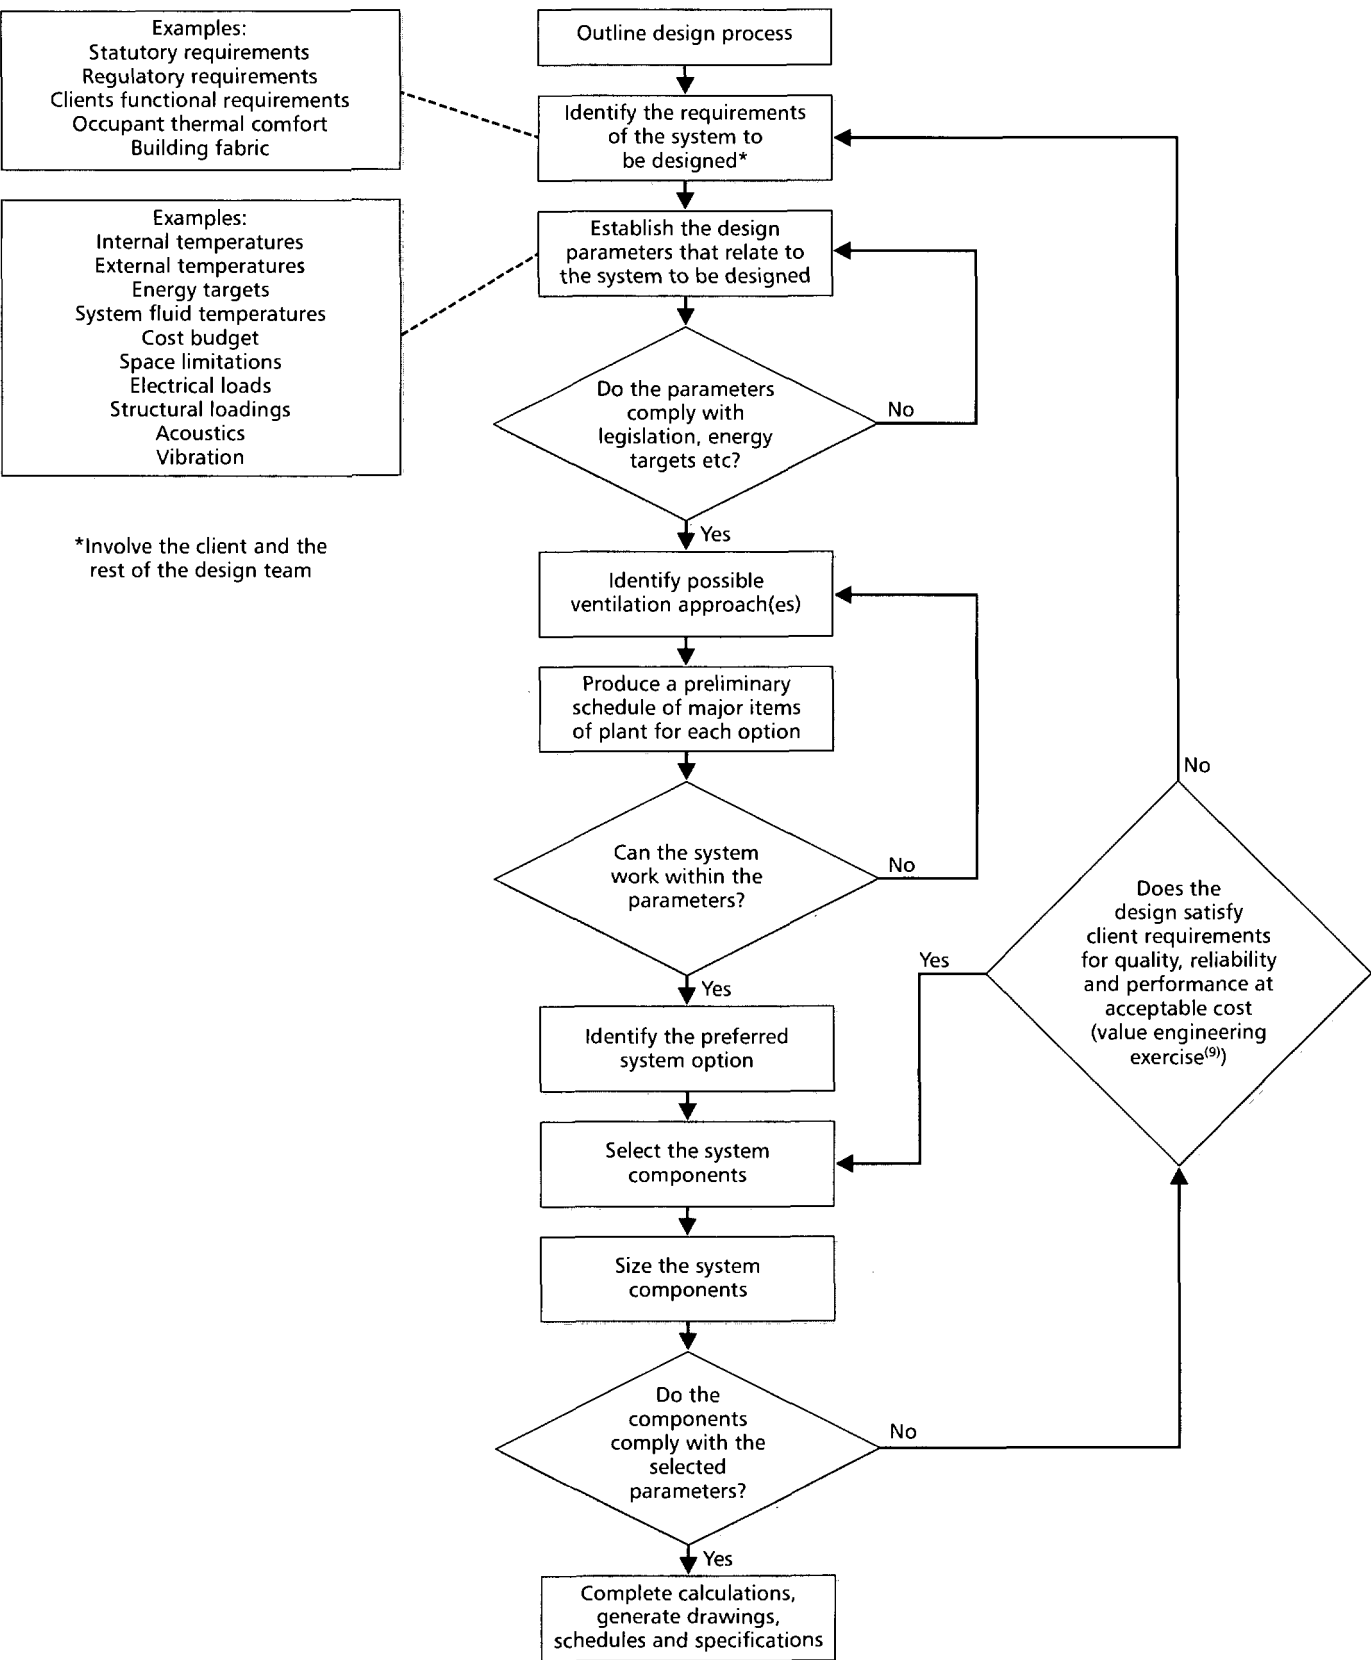 Examples:
Statutory requirements
Regulatory requirements
Clients functional requirements
Occupant thermal comfort
Building fabric
Outline design process
Identify the requirements
of the system to
be designed*
Examples:
Internal temperatures
External temperatures
Energy targets
System fluid temperatures
Cost budget
Space limitations
Electrical loads
Structural loadings
Acoustics
Vibration
Establish the design
parameters that relate to
the system to be designed
Do the parameters
comply with
legislation, energy
targets etc?
No
Yes
*Involve the client and the
rest of the design team
Identify possible
ventilation approach(es)
Produce a preliminary
schedule of major items
of plant for each option
Can the system
work within the
parameters?
No
Yes
No
Does the
design satisfy
client requirements
for quality, reliability
and performance at
acceptable cost
(value engineering
exercise(9))
Yes
Identify the preferred
system option
Select the system
components
Size the system
components
Do the
components
comply with the
selected
parameters?
No
Yes
Complete calculations,
generate drawings,
schedules and specifications